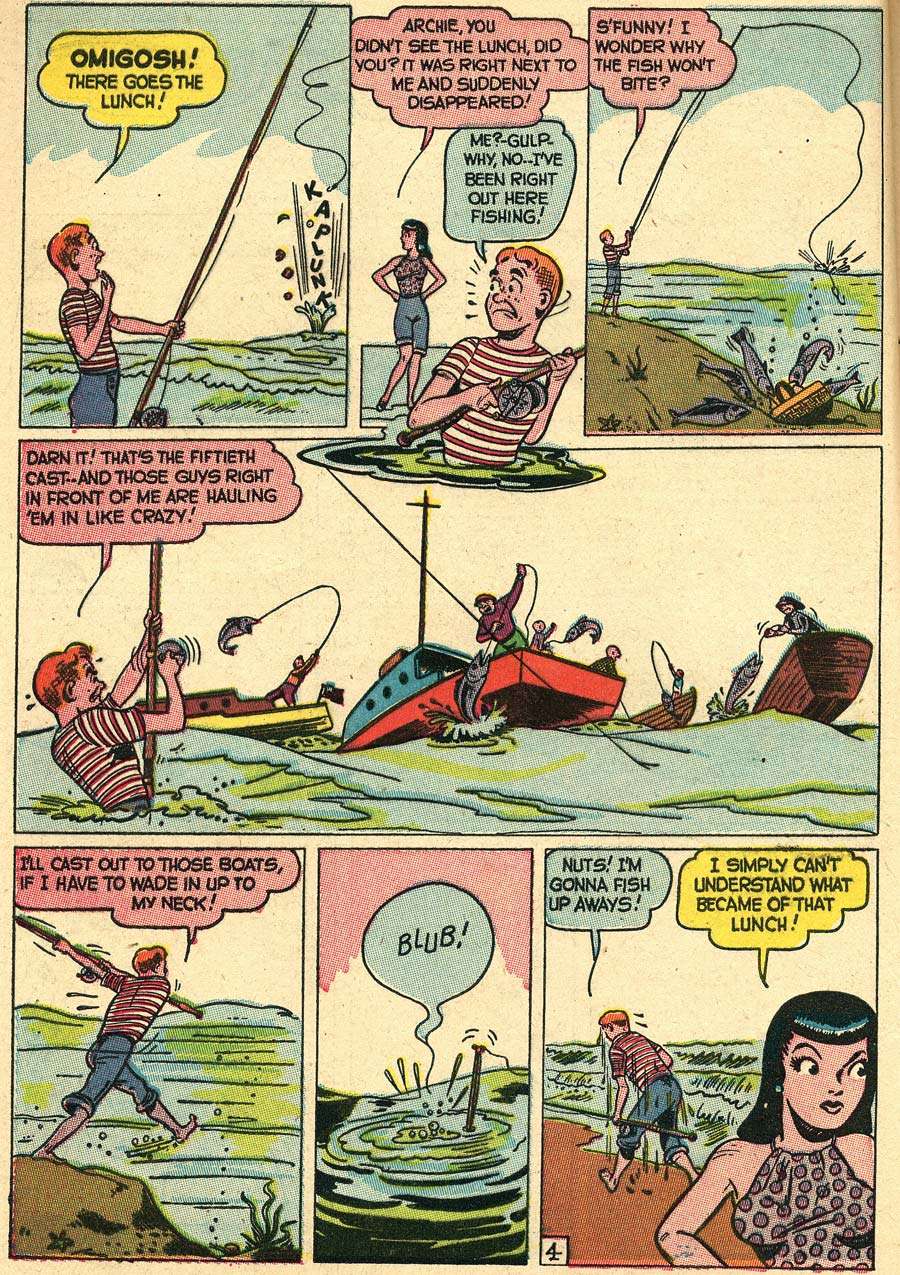 OMIGOSH!
THERE GOES THE
LUNCH!
KAPLUNK
ARCHIE, YOU
DIDN'T SEE THE LUNCH, DID
YOU? IT WAS RIGHT NEXT TO
ME AND SUDDENLY
DISAPPEARED!
ME?-GULP-
WHY, NO--I'VE
BEEN RIGHT
OUT HERE
FISHING!
S'FUNNY! I
WONDER WHY
THE FISH WON'T
BITE?
DARN IT! THAT'S THE FIFTIETH
CAST--AND THOSE GUYS RIGHT
IN FRONT OF ME ARE HAULING
'EM IN LIKE CRAZY!
I'LL CAST OUT TO THOSE BOATS,
IF I HAVE TO WADE IN UP TO
MY NECK!
BLUB!
NUTS! I'M
GONNA FISH
UP AWAYS!
I SIMPLY CAN'T
UNDERSTAND WHAT
BECAME OF THAT
LUNCH!
4